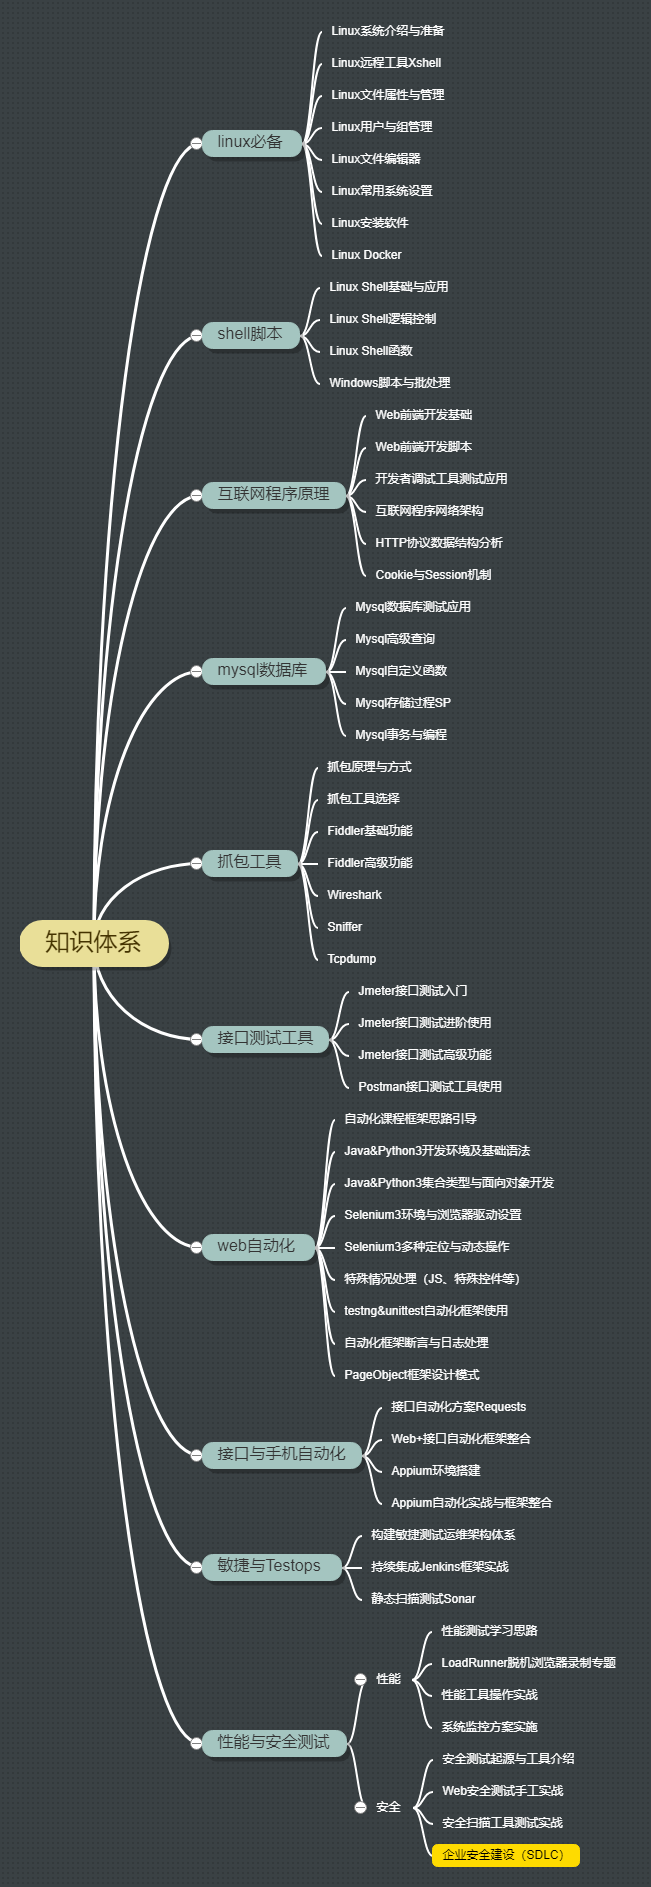 知识体系
linux必备
Linux系统介绍与准备
Linux远程工具Xshell
Linux文件属性与管理
Linux用户与组管理
Linux文件编辑器
Linux常用系统设置
Linux安装软件
Linux Docker
shell脚本
Linux Shell基础与应用
Linux Shell逻辑控制
Linux Shell函数
Windows脚本与批处理
互联网程序原理
Web前端开发基础
Web前端开发脚本
开发者调试工具测试应用
互联网程序网络架构
HTTP协议数据结构分析
Cookie与Session机制
mysql数据库
Mysql数据库测试应用
Mysql高级查询
Mysql自定义函数
Mysql存储过程SP
Mysql事务与编程
抓包工具
抓包原理与方式
抓包工具选择
Fiddler基础功能
Fiddler高级功能
Wireshark
Sniffer
Tcpdump
接口测试工具
Jmeter接口测试入门
Jmeter接口测试进阶使用
Jmeter接口测试高级功能
Postman接口测试工具使用
web自动化
自动化课程框架思路引导
Java&Python3开发环境及基础语法
Java&Python3集合类型与面向对象开发
Selenium3环境与浏览器驱动设置
Selenium3多种定位与动态操作
特殊情况处理（JS、特殊控件等）
testng&unittest自动化框架使用
自动化框架断言与日志处理
PageObject框架设计模式
接口与手机自动化
接口自动化方案Requests
Web+接口自动化框架整合
Appium环境搭建
Appium自动化实战与框架整合
敏捷与Testops
构建敏捷测试运维架构体系
持续集成Jenkins框架实战
静态扫描测试Sonar
性能与安全测试
性能
性能测试学习思路
LoadRunner脱机浏览器录制专题
性能工具操作实战
系统监控方案实施
安全
安全测试起源与工具介绍
Web安全测试手工实战
安全扫描工具测试实战
企业安全建设（SDLC）